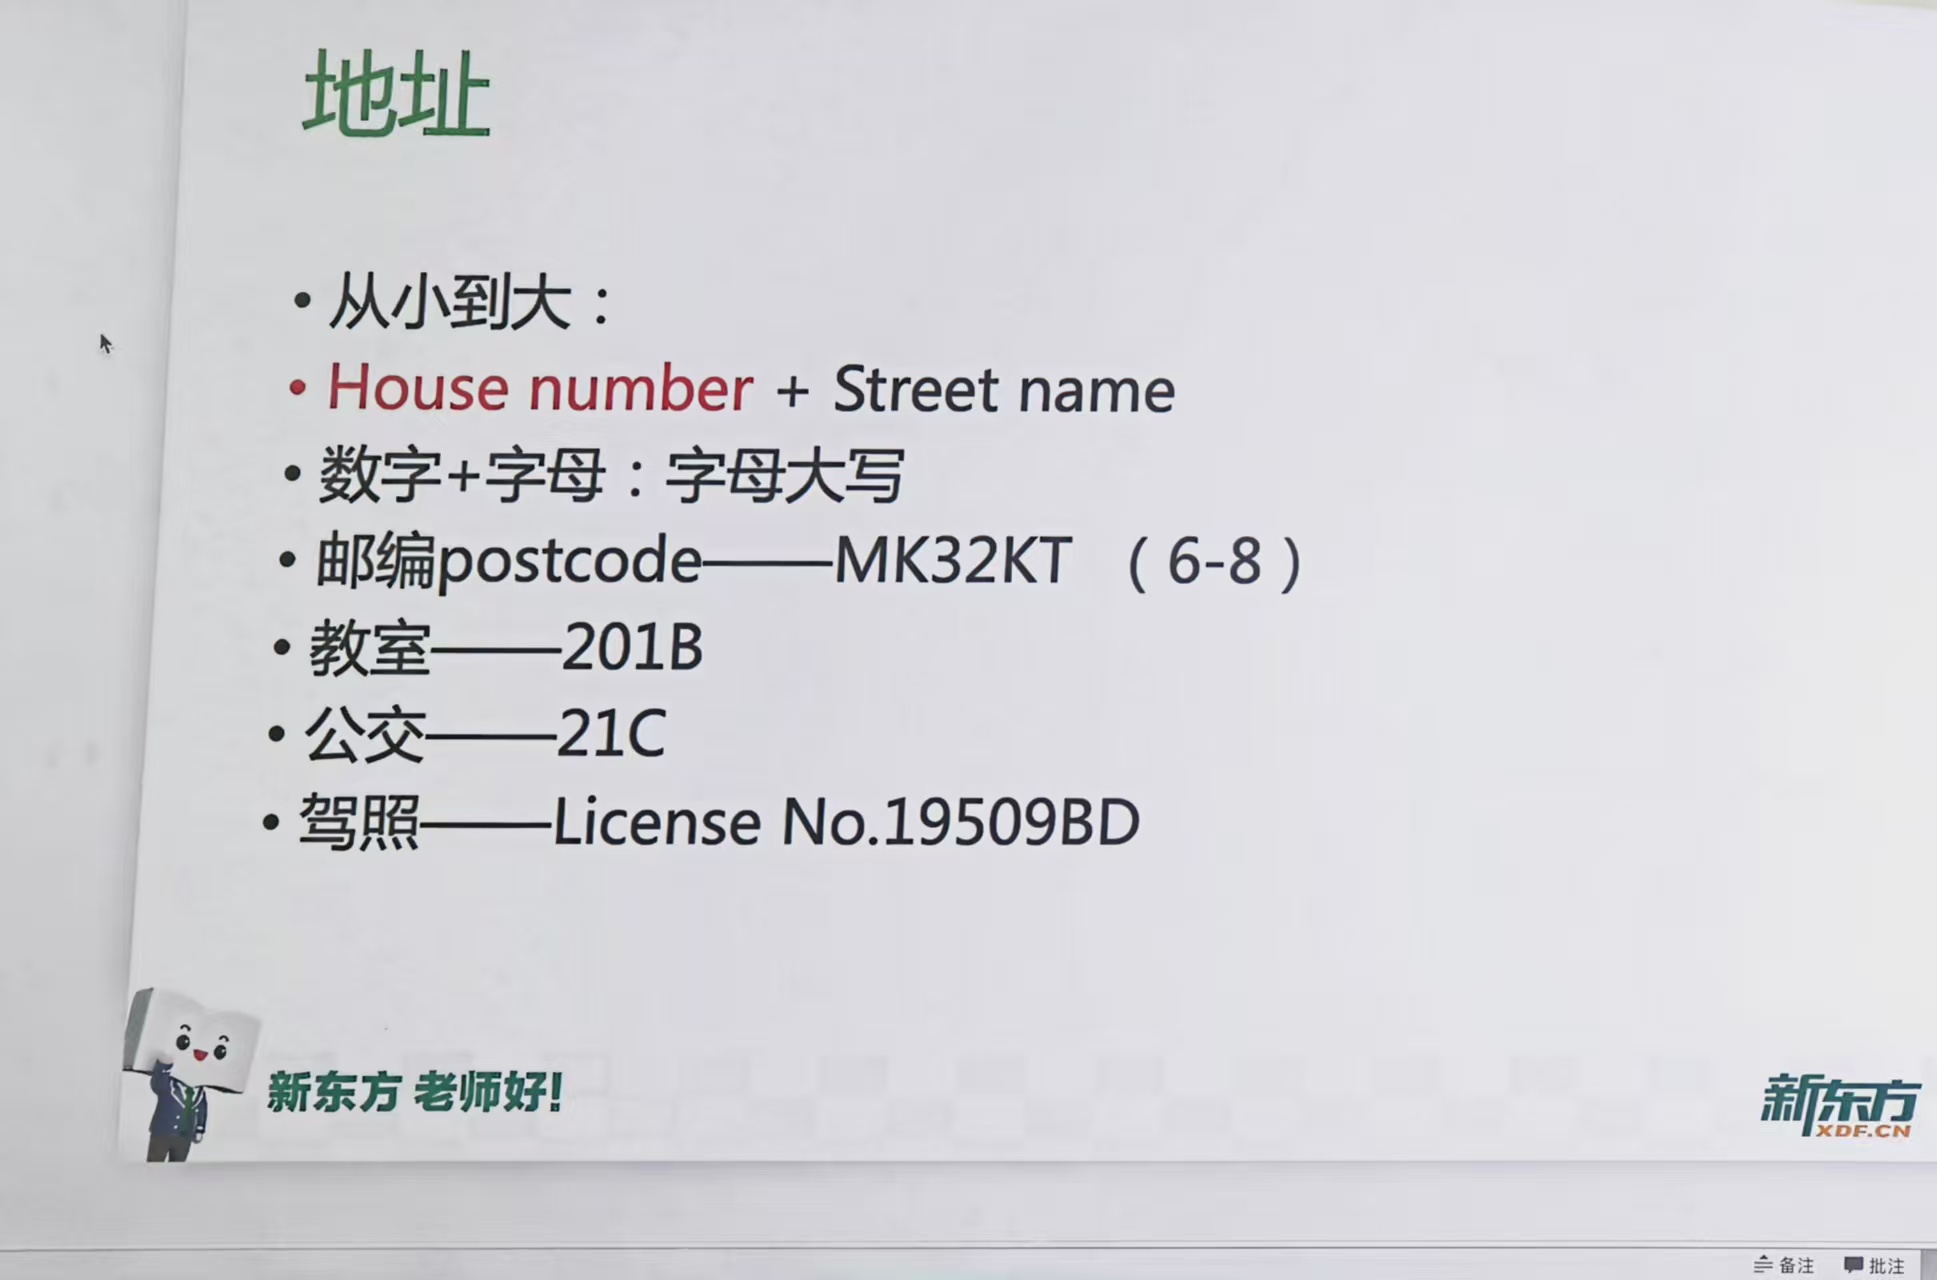 地址
• 从小到大：
• House number + Street name
• 数字+字母：字母大写
• 邮编postcode——MK32KT （6-8）
• 教室——201B
• 公交——21C
• 驾照——License No.19509BD
新东方 老师好!
新东方
XDF.CN
备注 批注